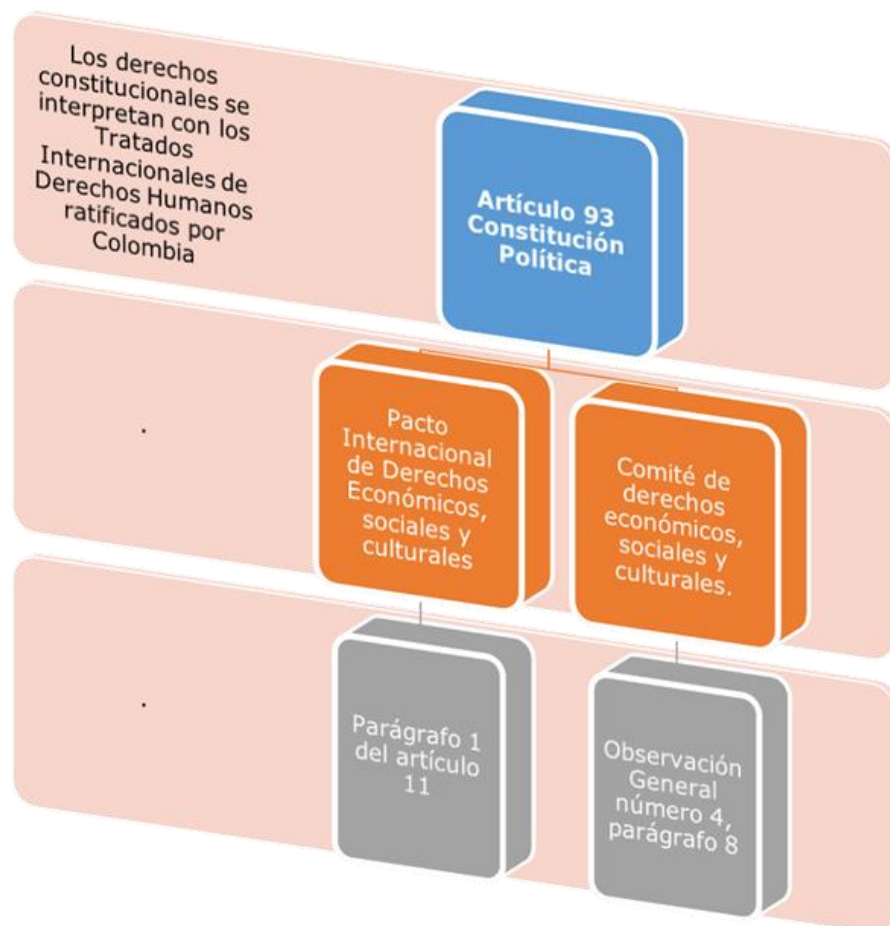 Los derechos
constitucionales se
interpretan con los
Tratados
Internacionales de
Derechos Humanos
ratificados por
Colombia
Artículo 93
Constitución
Política
.
Pacto
Internacional
de Derechos
Económicos,
sociales y
culturales
Comité de
derechos
económicos,
sociales y
culturales.
.
Parágrafo 1
del artículo
11
Observación
General
número 4,
parágrafo 8